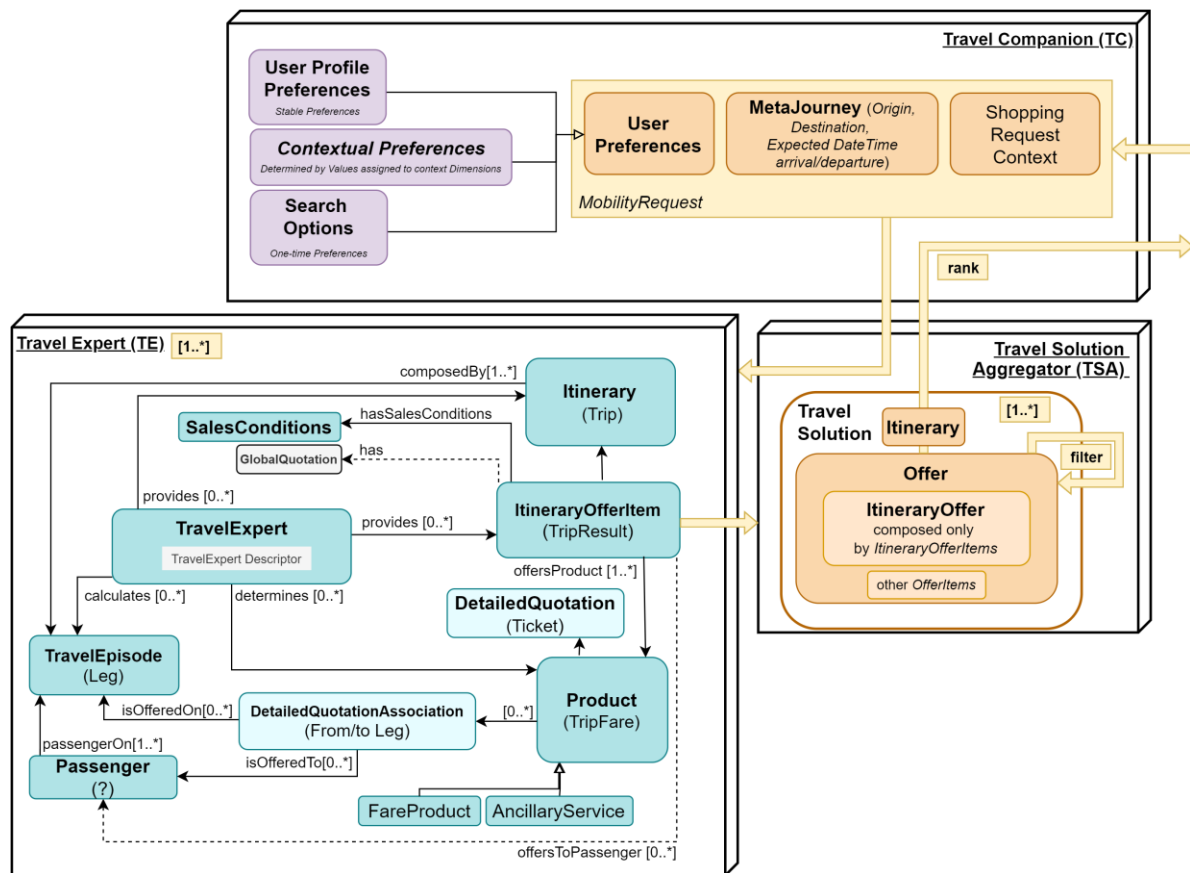 Travel Companion (TC)
User Profile
Preferences
Stable Preferences
Contextual Preferences
Determined by Values assigned to context Dimensions
Search
Options
One-time Preferences
User
Preferences
MetaJourney (Origin,
Destination,
Expected DateTime
arrival/departure)
Shopping
Request
Context
MobilityRequest
rank
Travel Expert (TE)
[1..*]
composedBy[1..*]
Itinerary
(Trip)
hasSalesConditions
SalesConditions
GlobalQuotation
has
provides [0..*]
TravelExpert
TravelExpert Descriptor
provides [0..*]
ItineraryOfferItem
(TripResult)
offersProduct [1..*]
calculates [0..*]
determines [0..*]
DetailedQuotation
(Ticket)
TravelEpisode
(Leg)
Product
(TripFare)
isOfferedOn[0..*]
DetailedQuotationAssociation
(From/to Leg)
[0..*]
passengerOn[1..*]
isOfferedTo[0..*]
Passenger
(?)
FareProduct
AncillaryService
offersToPassenger [0..*]
Travel Solution
Aggregator (TSA)
[1..*]
Travel
Solution
Itinerary
filter
Offer
ItineraryOffer
composed only
by ItineraryOfferItems
other OfferItems